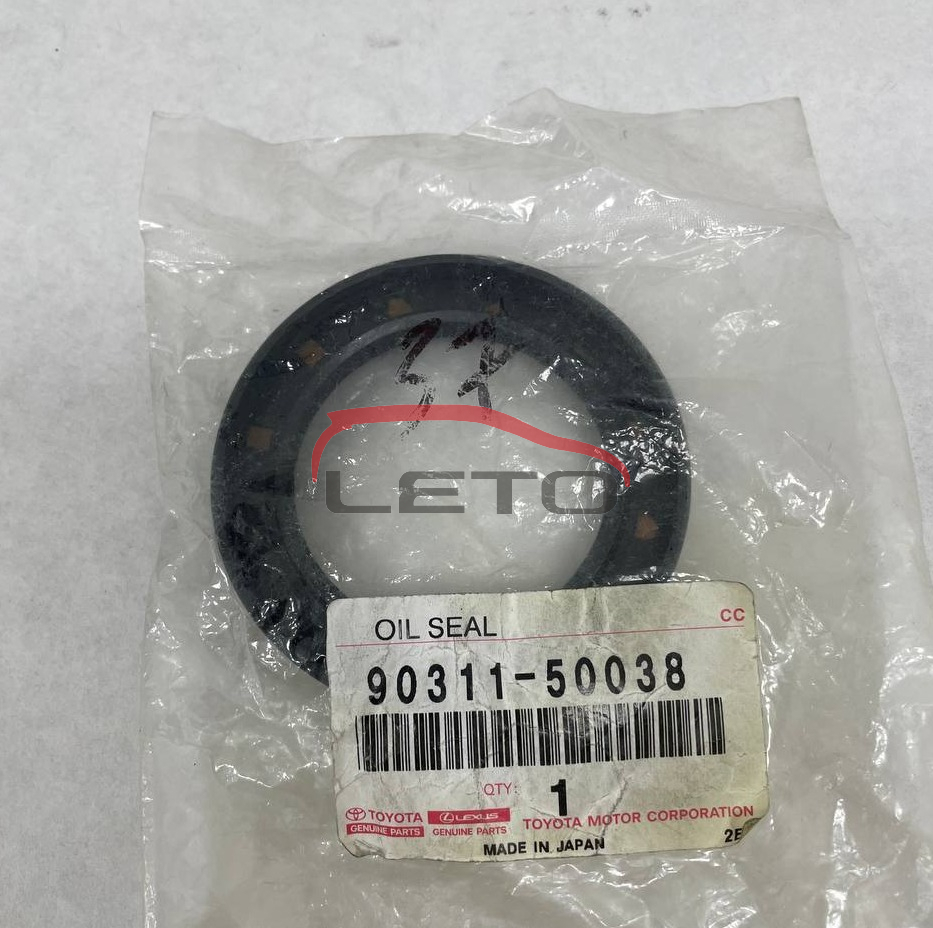 37
LETO
OIL SEAL
CC
90311-50038
QTY: 1
TOYOTA
GENUINE PARTS
LEXUS
GENUINE PARTS
TOYOTA MOTOR CORPORATION
MADE IN JAPAN